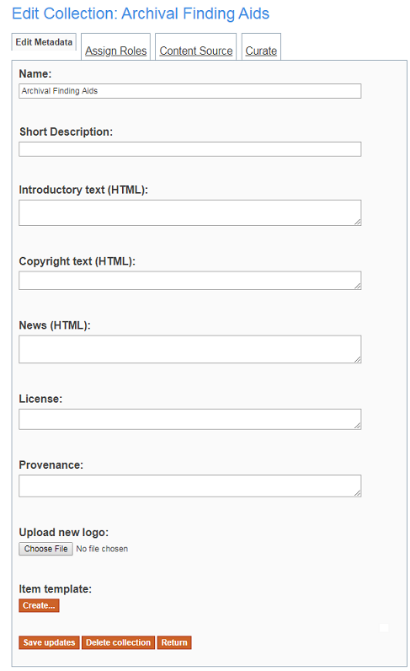 Edit Collection: Archival Finding Aids
Edit Metadata Assign Roles Content Source Curate
Name:
Archival Finding Aids
Short Description:
Introductory text (HTML):
Copyright text (HTML):
News (HTML):
License:
Provenance:
Upload new logo:
Choose File No file chosen
Item template:
Create...
Save updates Delete collection Return